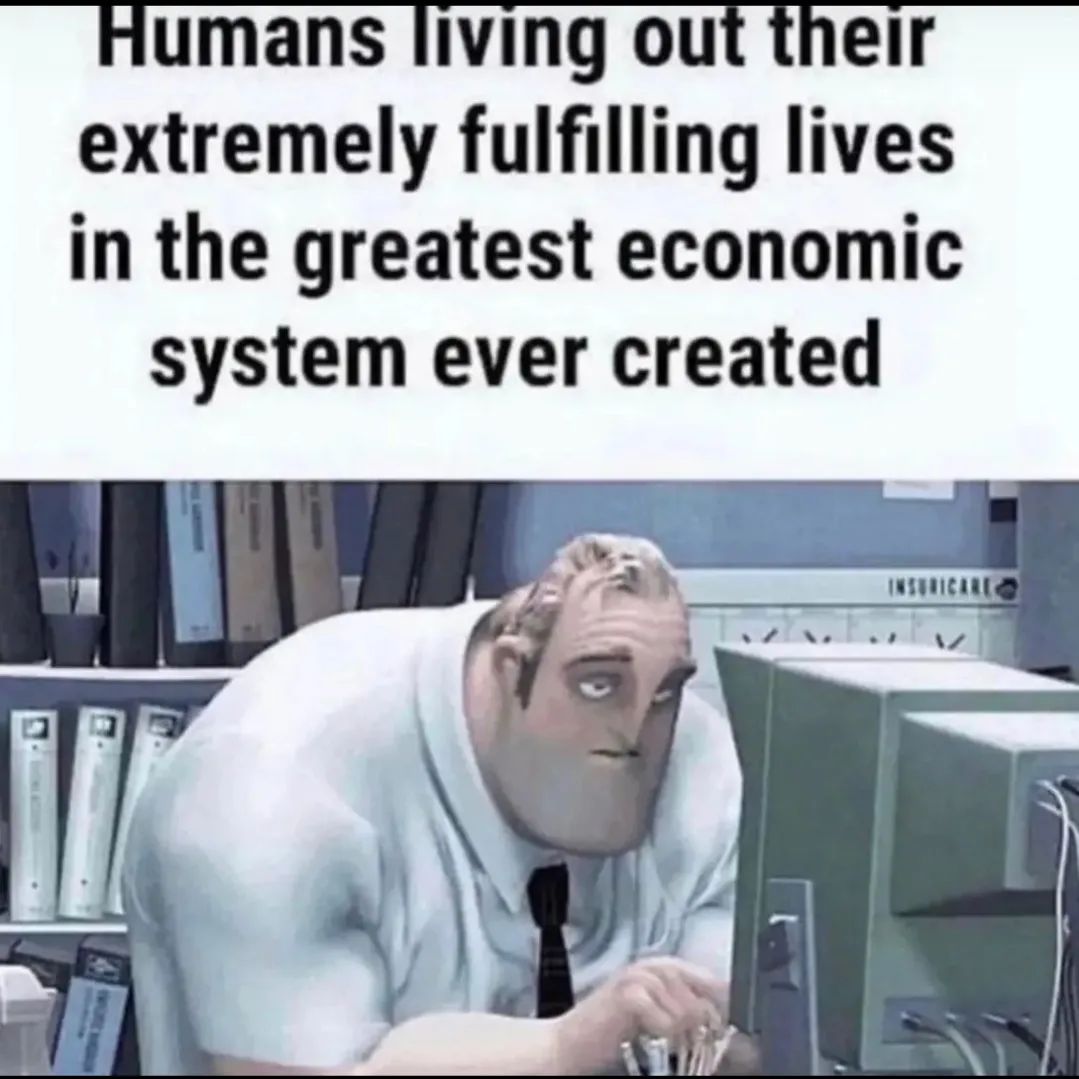 Humans living out their
extremely fulfilling lives
in the greatest economic
system ever created
INSURICARE